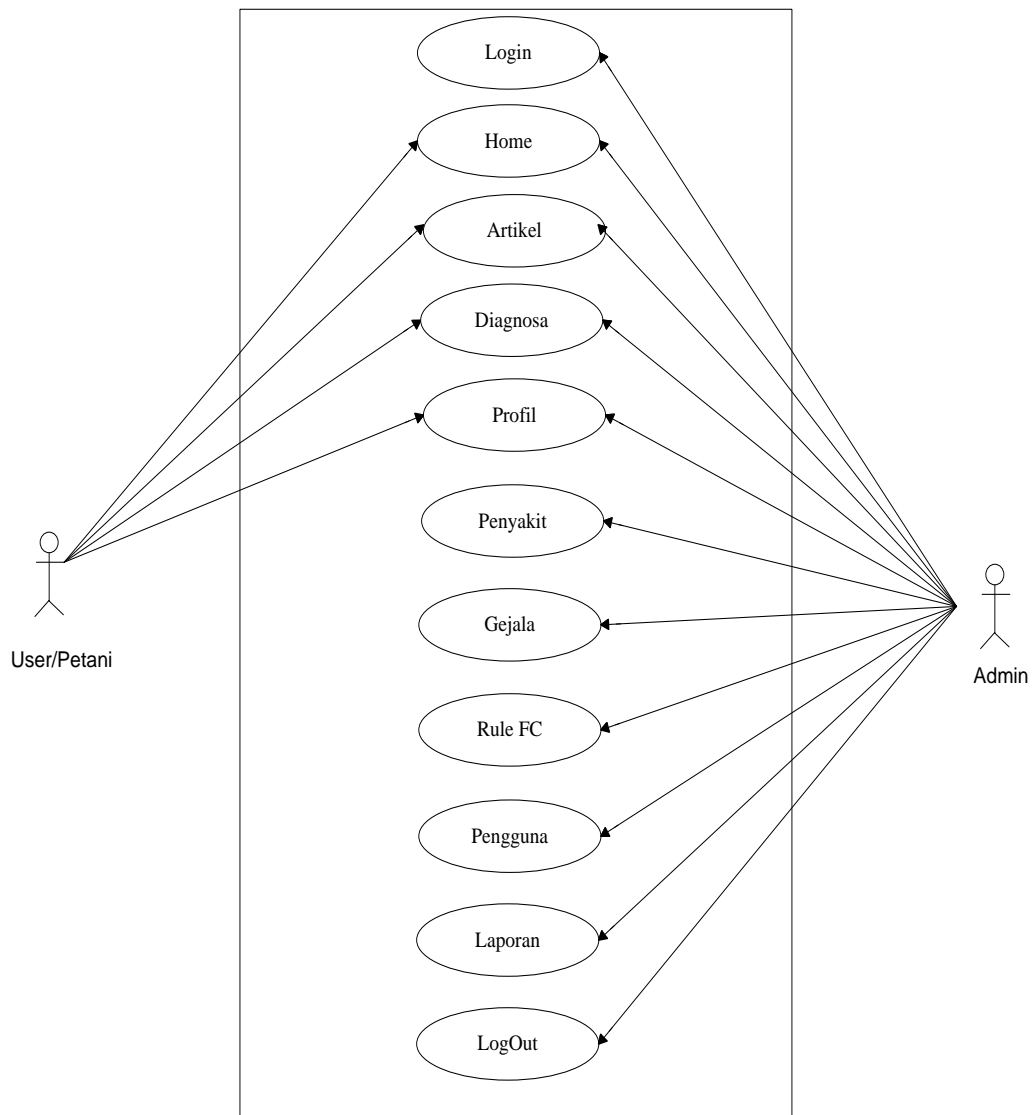 Login
Home
Artikel
Diagnosa
Profil
Penyakit
Gejala
User/Petani
Admin
Rule FC
Pengguna
Laporan
LogOut